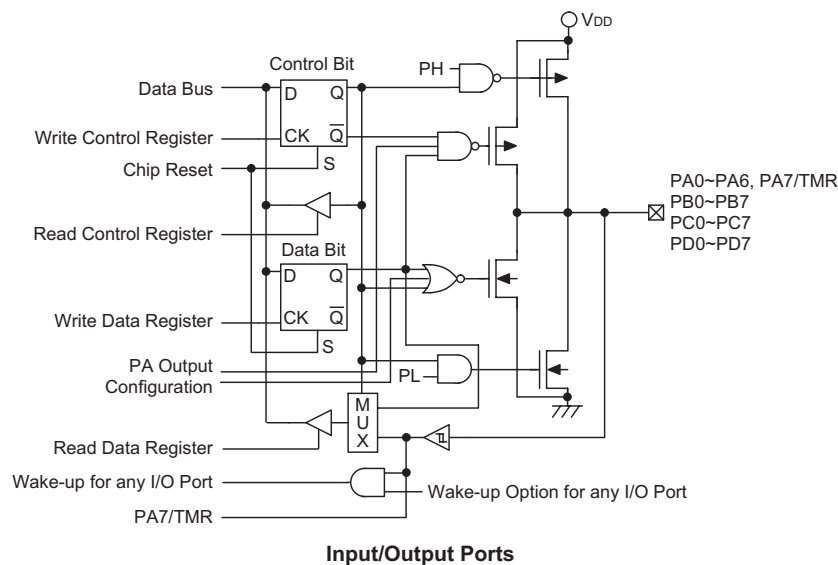 VDD
Control Bit
PH
Data Bus
D Q
Write Control Register
CK Q
Chip Reset
S
PA0~PA6, PA7/TMR
PB0~PB7
PC0~PC7
PD0~PD7
Read Control Register
Data Bit
D Q
Write Data Register
CK Q
S
PA Output
Configuration
PL
M
U
X
Read Data Register
Wake-up for any I/O Port
Wake-up Option for any I/O Port
PA7/TMR
Input/Output Ports